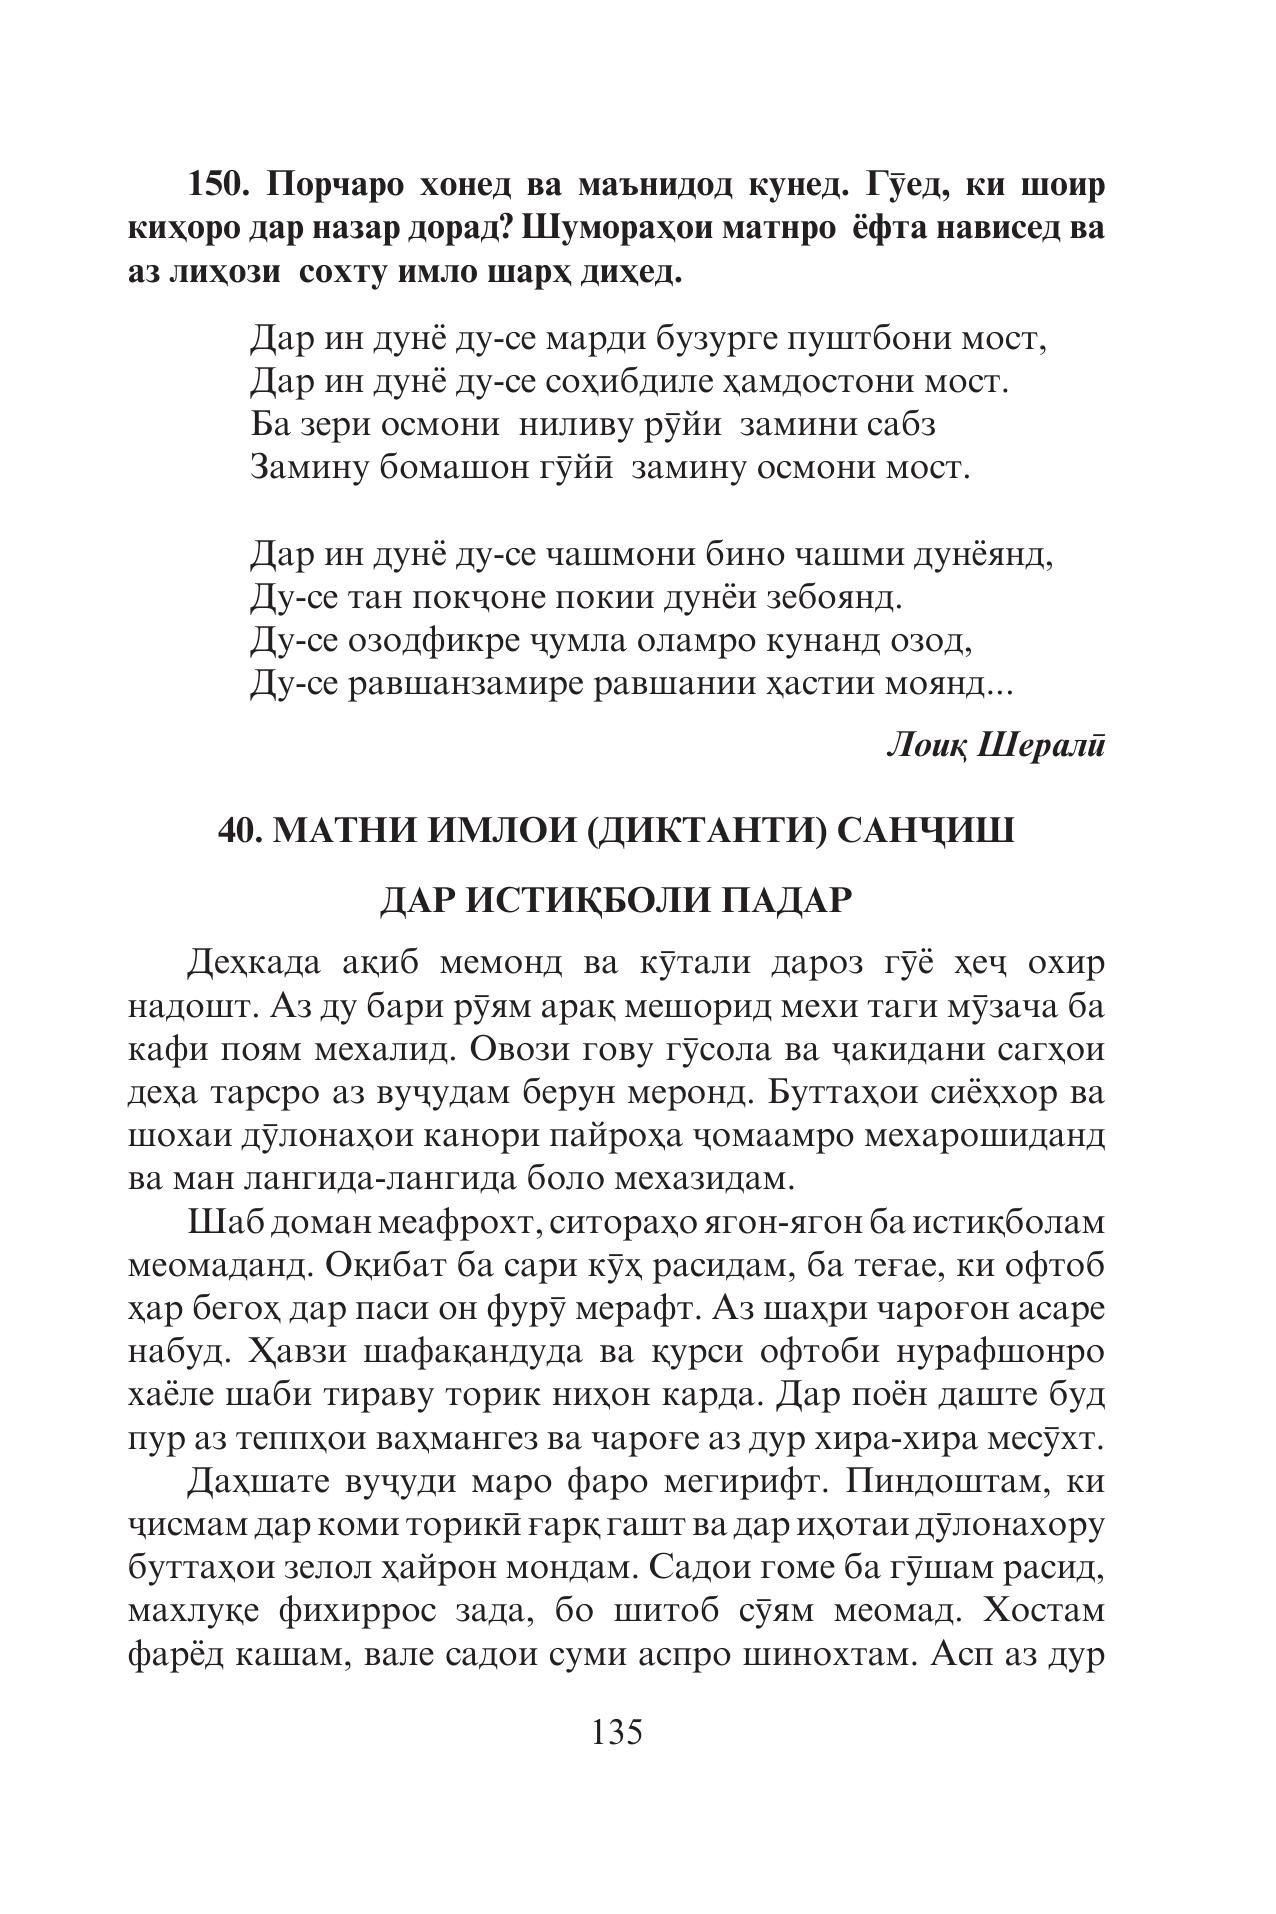 150. Порчаро хонед ва маънидод кунед. Гӯед, ки шоир
киҳоро дар назар дорад? Шумораҳои матнро ёфта нависед ва
аз лиҳози сохту имло шарҳ диҳед.
Дар ин дунё ду-се марди бузурге пуштбони мост,
Дар ин дунё ду-се соҳибдиле ҳамдостони мост.
Ба зери осмони ниливу рӯйи замини сабз
Замину бомашон гӯйӣ замину осмони мост.
Дар ин дунё ду-се чашмони бино чашми дунёянд,
Ду-се тан покҷоне покии дунёи зебоянд.
Ду-се озодфикре ҷумла оламро кунанд озод,
Ду-се равшанзамире равшании ҳастии моянд...
Лоиқ Шералӣ
40. МАТНИ ИМЛОИ (ДИКТАНТИ) САНҶИШ
ДАР ИСТИҚБОЛИ ПАДАР
Деҳкада ақиб мемонд ва кӯтали дароз гӯё ҳеҷ охир
надошт. Аз ду бари рӯям арақ мешорид мехи таги мӯзача ба
кафи поям мехалид. Овози гову гӯсола ва ҷакидани сагҳои
деҳа тарсро аз вуҷудам берун меронд. Буттаҳои сиёҳхор ва
шохаи дӯлонаҳои канори пайроҳа ҷомаамро мехарошиданд
ва ман лангида-лангида боло мехазидам.
Шаб доман меафрохт, ситораҳо ягон-ягон ба истиқболам
меомаданд. Оқибат ба сари кӯҳ расидам, ба теғае, ки офтоб
ҳар бегоҳ дар паси он фурӯ мерафт. Аз шаҳри чароғон асаре
набуд. Ҳавзи шафақандуда ва қурси офтоби нурафшонро
хаёле шаби тираву торик ниҳон карда. Дар поён даште буд
пур аз теппҳои ваҳмангез ва чароғе аз дур хира-хира месӯхт.
Даҳшате вуҷуди маро фаро мегирифт. Пиндоштам, ки
ҷисмам дар коми торикӣ ғарқ гашт ва дар иҳотаи дӯлонахору
буттаҳои зелол ҳайрон мондам. Садои гоме ба гӯшам расид,
махлуқе фихиррос зада, бо шитоб сӯям меомад. Хостам
фарёд кашам, вале садои суми аспро шинохтам. Асп аз дур
135